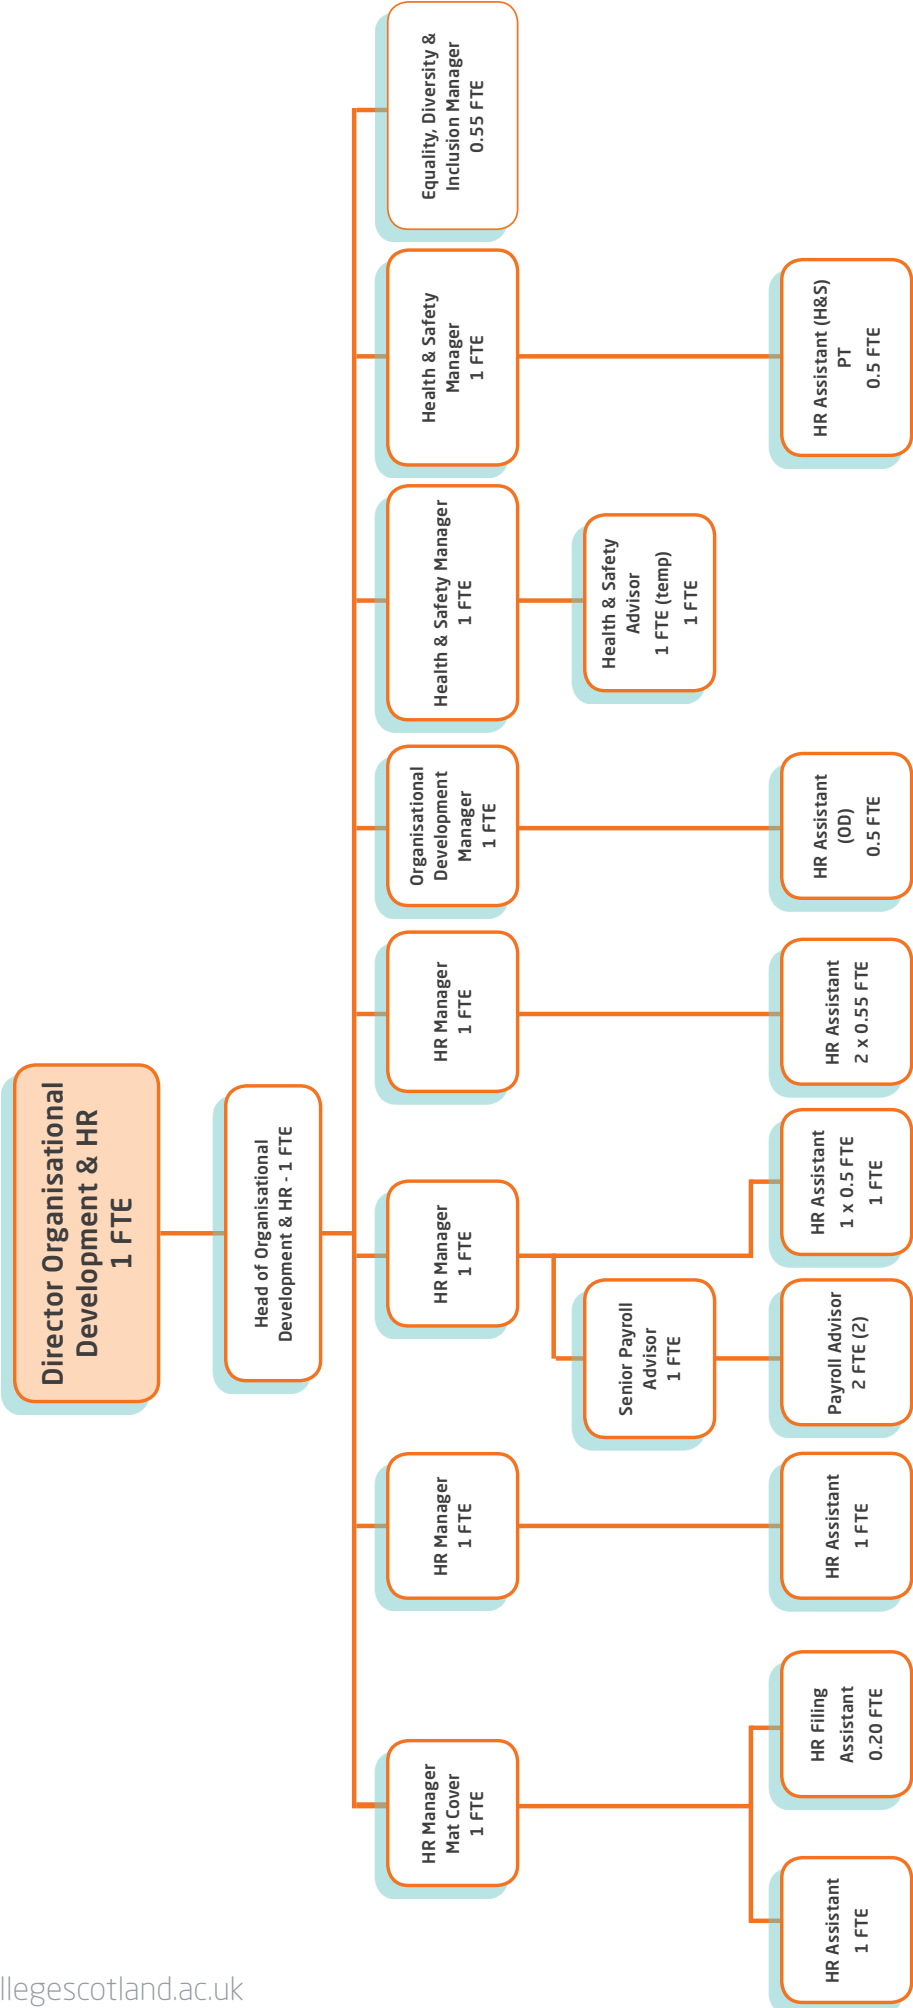 Director Organisational
Development & HR
1 FTE
Head of Organisational
Development & HR - 1 FTE
HR Manager
Mat Cover
1 FTE
HR Manager
1 FTE
HR Manager
1 FTE
HR Manager
1 FTE
Organisational
Development
Manager
1 FTE
Health & Safety Manager
1 FTE
Health & Safety
Manager
1 FTE
Equality, Diversity &
Inclusion Manager
0.55 FTE
Senior Payroll
Advisor
1 FTE
Health & Safety
Advisor
1 FTE (temp)
1 FTE
HR Assistant
1 FTE
HR Filing
Assistant
0.20 FTE
HR Assistant
1 FTE
Payroll Advisor
2 FTE (2)
HR Assistant
1 x 0.5 FTE
1 FTE
HR Assistant
2 x 0.55 FTE
HR Assistant
(OD)
0.5 FTE
HR Assistant (H&S)
PT
0.5 FTE
llegescotland.ac.uk